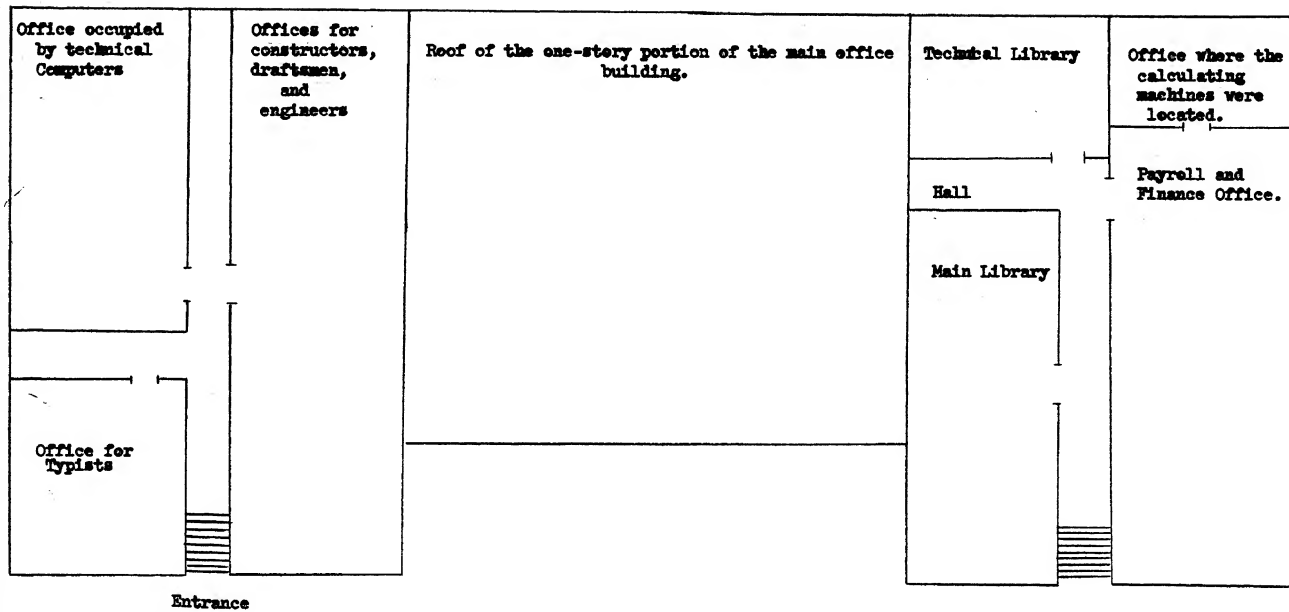 Office occupied
by technical
Computers
Offices for
constructors,
draftsmen,
and
engineers
Roof of the one-story portion of the main office
building.
Technical Library
Office where the
calculating
machines were
located.
Payroll and
Finance Office.
Hall
Main Library
Office for
Typists
Entrance